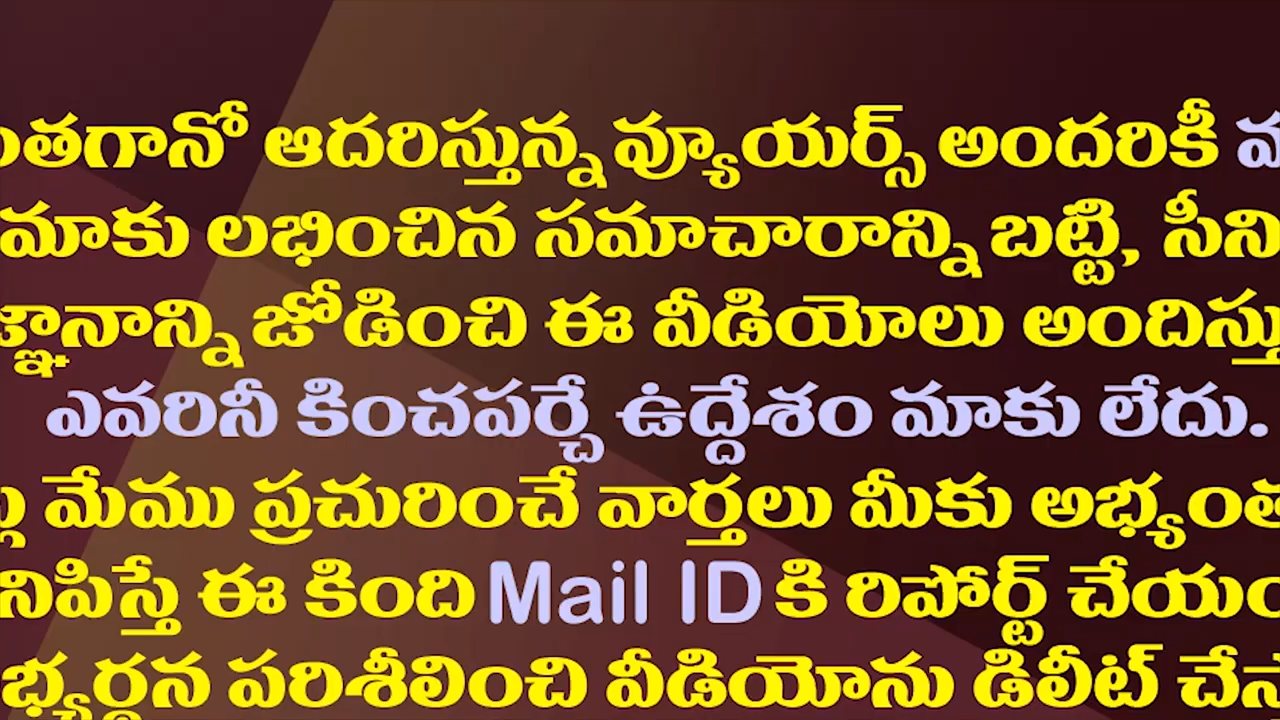 ంతగానో ఆదరిస్తున్న వ్యూయర్స్ అందరికీ
మాకు లభించిన సమాచారాన్ని బట్టి, సీని
జ్ఞానాన్ని జోడించి ఈ వీడియోలు అందిస్తు
ఎవరినీ కించపర్చే ఉద్దేశం మాకు లేదు.
మేము ప్రచురించే వార్తలు మీకు అభ్యంత
నిపిస్తే ఈ కింది Mail ID కి రిపోర్ట్ చేయం
భ్యర్థన పరిశీలించి వీడియోను డిలీట్ చేస